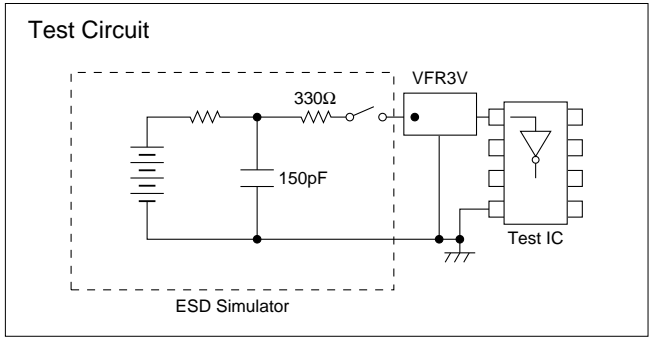 Test Circuit
VFR3V
330Ω
150pF
Test IC
ESD Simulator